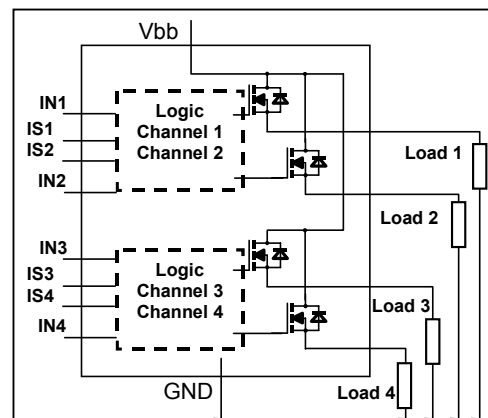 Vbb
IN1
IS1
IS2
IN2
Logic
Channel 1
Channel 2
Load 1
Load 2
IN3
IS3
IS4
IN4
Logic
Channel 3
Channel 4
Load 3
Load 4
GND